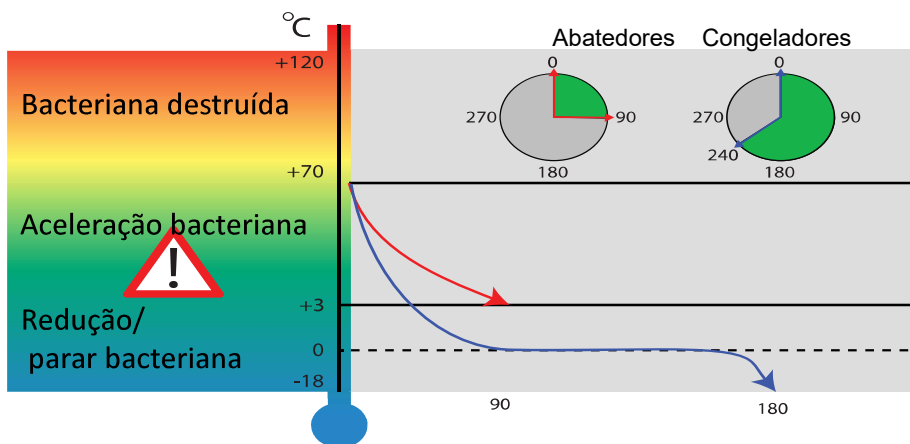 °C
Abatedores
Congeladores
+120
0
0
Bacteriana destruída
270
90
270
90
240
180
180
+70
Aceleração bacteriana
!
+3
Redução/
parar bacteriana
0
-18
90
180